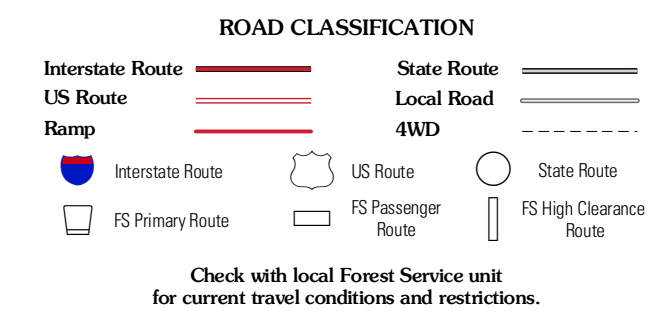 ROAD CLASSIFICATION
Interstate Route
State Route
US Route
Local Road
Ramp
4WD
Interstate Route
US Route
State Route
FS Primary Route
FS Passenger
Route
FS High Clearance
Route
Check with local Forest Service unit
for current travel conditions and restrictions.